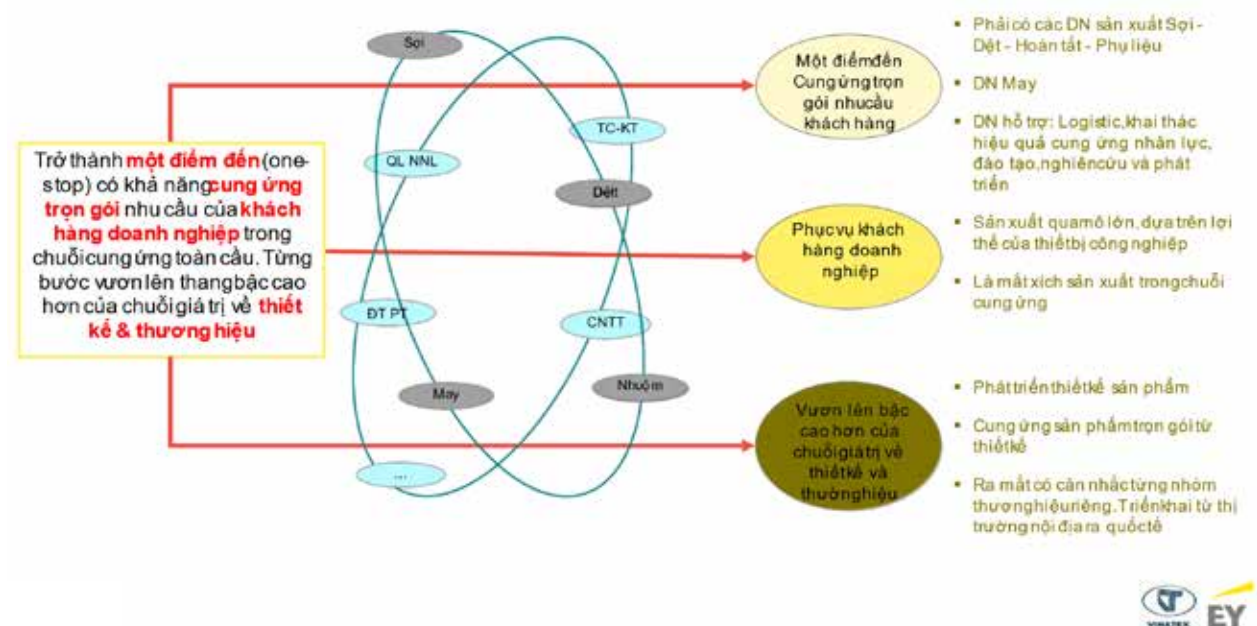 Trở thành một điểm đến (one-
stop) có khả năng cung ứng
trọn gói nhu cầu của khách
hàng doanh nghiệp trong
chuỗi cung ứng toàn cầu. Từng
bước vươn lên thang bậc cao
hơn của chuỗi giá trị về thiết
kế & thương hiệu
Sợi
TC-KT
QL NNL
Dệt
ĐT PT
CNTT
May
Nhuộm
...
Một điểm đến
Cung ứng trọn
gói nhu cầu
khách hàng
▪ Phải có các DN sản xuất Sợi -
Dệt - Hoàn tất - Phụ liệu
▪ DN May
▪ DN hỗ trợ: Logistic, khai thác
hiệu quả cung ứng nhân lực,
đào tạo, nghiên cứu và phát
triển
Phục vụ khách
hàng doanh
nghiệp
▪ Sản xuất qua mô lớn, dựa trên lợi
thế của thiết bị công nghiệp
▪ Là mắt xích sản xuất trong chuỗi
cung ứng
Vươn lên bậc
cao hơn của
chuỗi giá trị về
thiết kế và
thường hiệu
▪ Phát triển thiết kế sản phẩm
▪ Cung ứng sản phẩm trọn gói từ
thiết kế
▪ Ra mắt có cân nhắc từng nhóm
thương hiệu riêng. Triển khai từ thị
trường nội địa ra quốc tế
VINATEX
EY